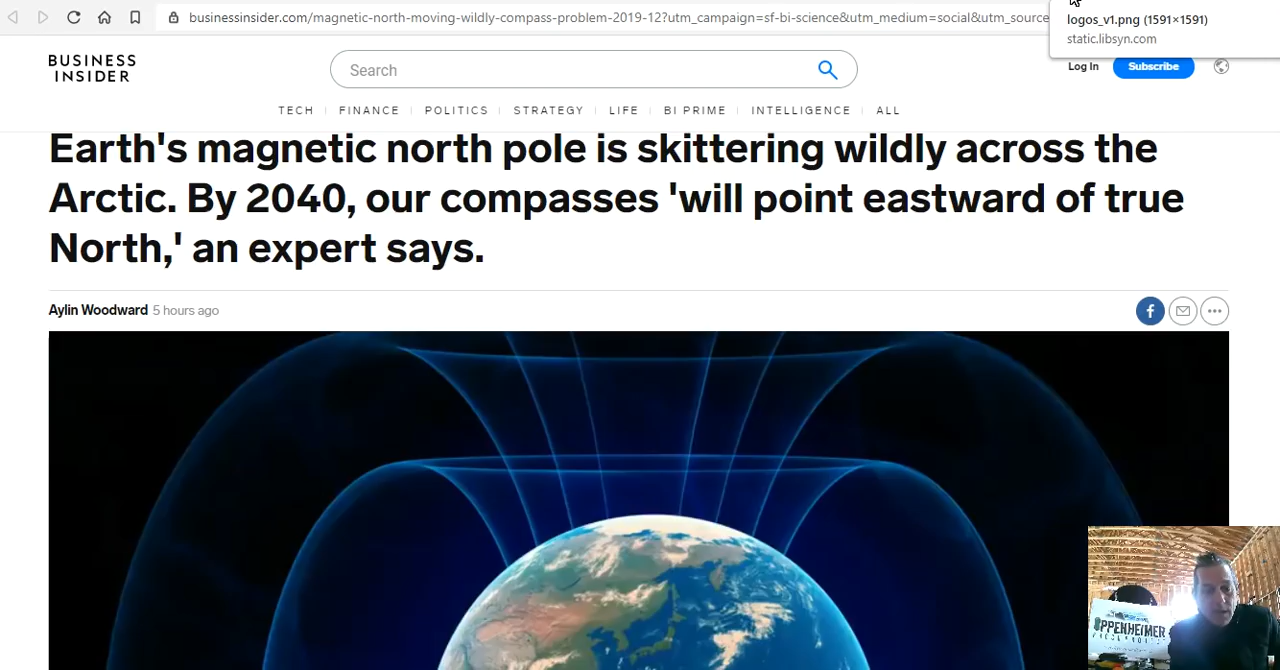 businessinsider.com/magnetic-north-moving-wildly-compass-problem-2019-12?utm_campaign=sf-bi-science&utm_medium=social&utm_source
logos_v1.png (1591×1591)
static.libsyn.com
BUSINESS
INSIDER
Search
Log In
Subscribe
TECH FINANCE POLITICS STRATEGY LIFE BI PRIME INTELLIGENCE ALL
Earth's magnetic north pole is skittering wildly across the
Arctic. By 2040, our compasses 'will point eastward of true
North,' an expert says.
Aylin Woodward 5 hours ago
OPPENHEIMER